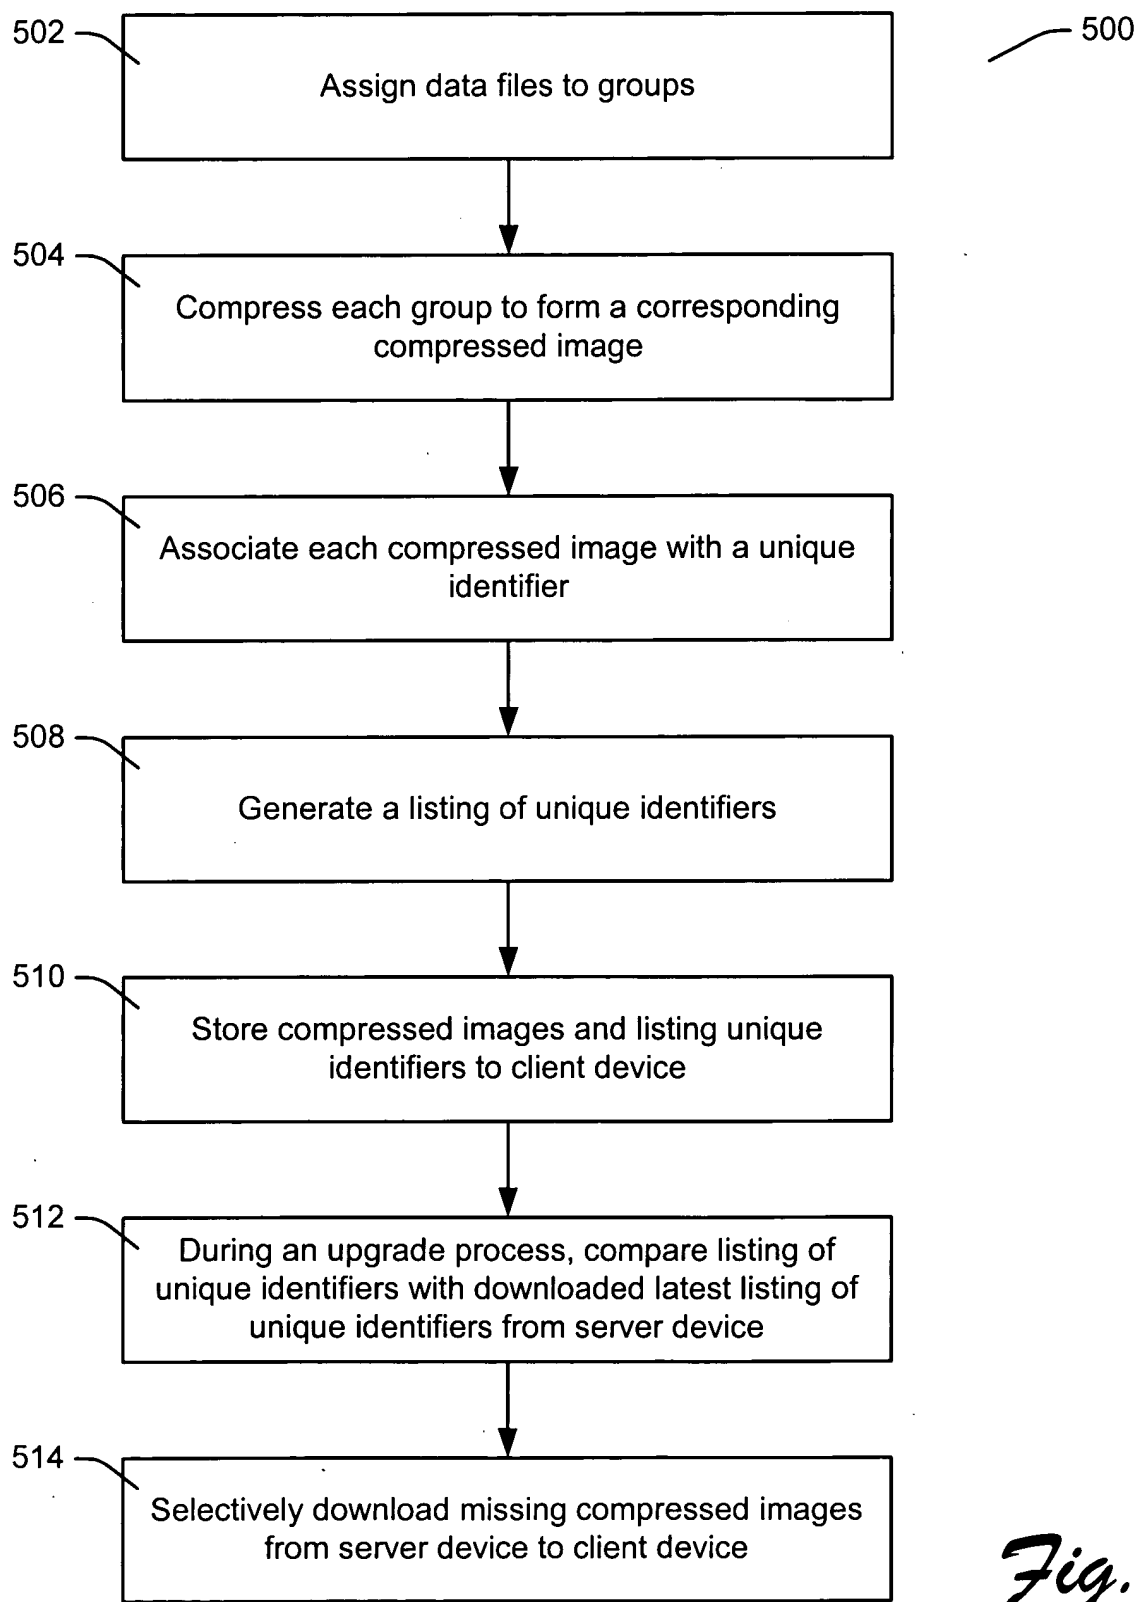 502
500
Assign data files to groups
504
Compress each group to form a corresponding
compressed image
506
Associate each compressed image with a unique
identifier
508
Generate a listing of unique identifiers
510
Store compressed images and listing unique
identifiers to client device
512
During an upgrade process, compare listing of
unique identifiers with downloaded latest listing of
unique identifiers from server device
514
Selectively download missing compressed images
from server device to client device
Fig.